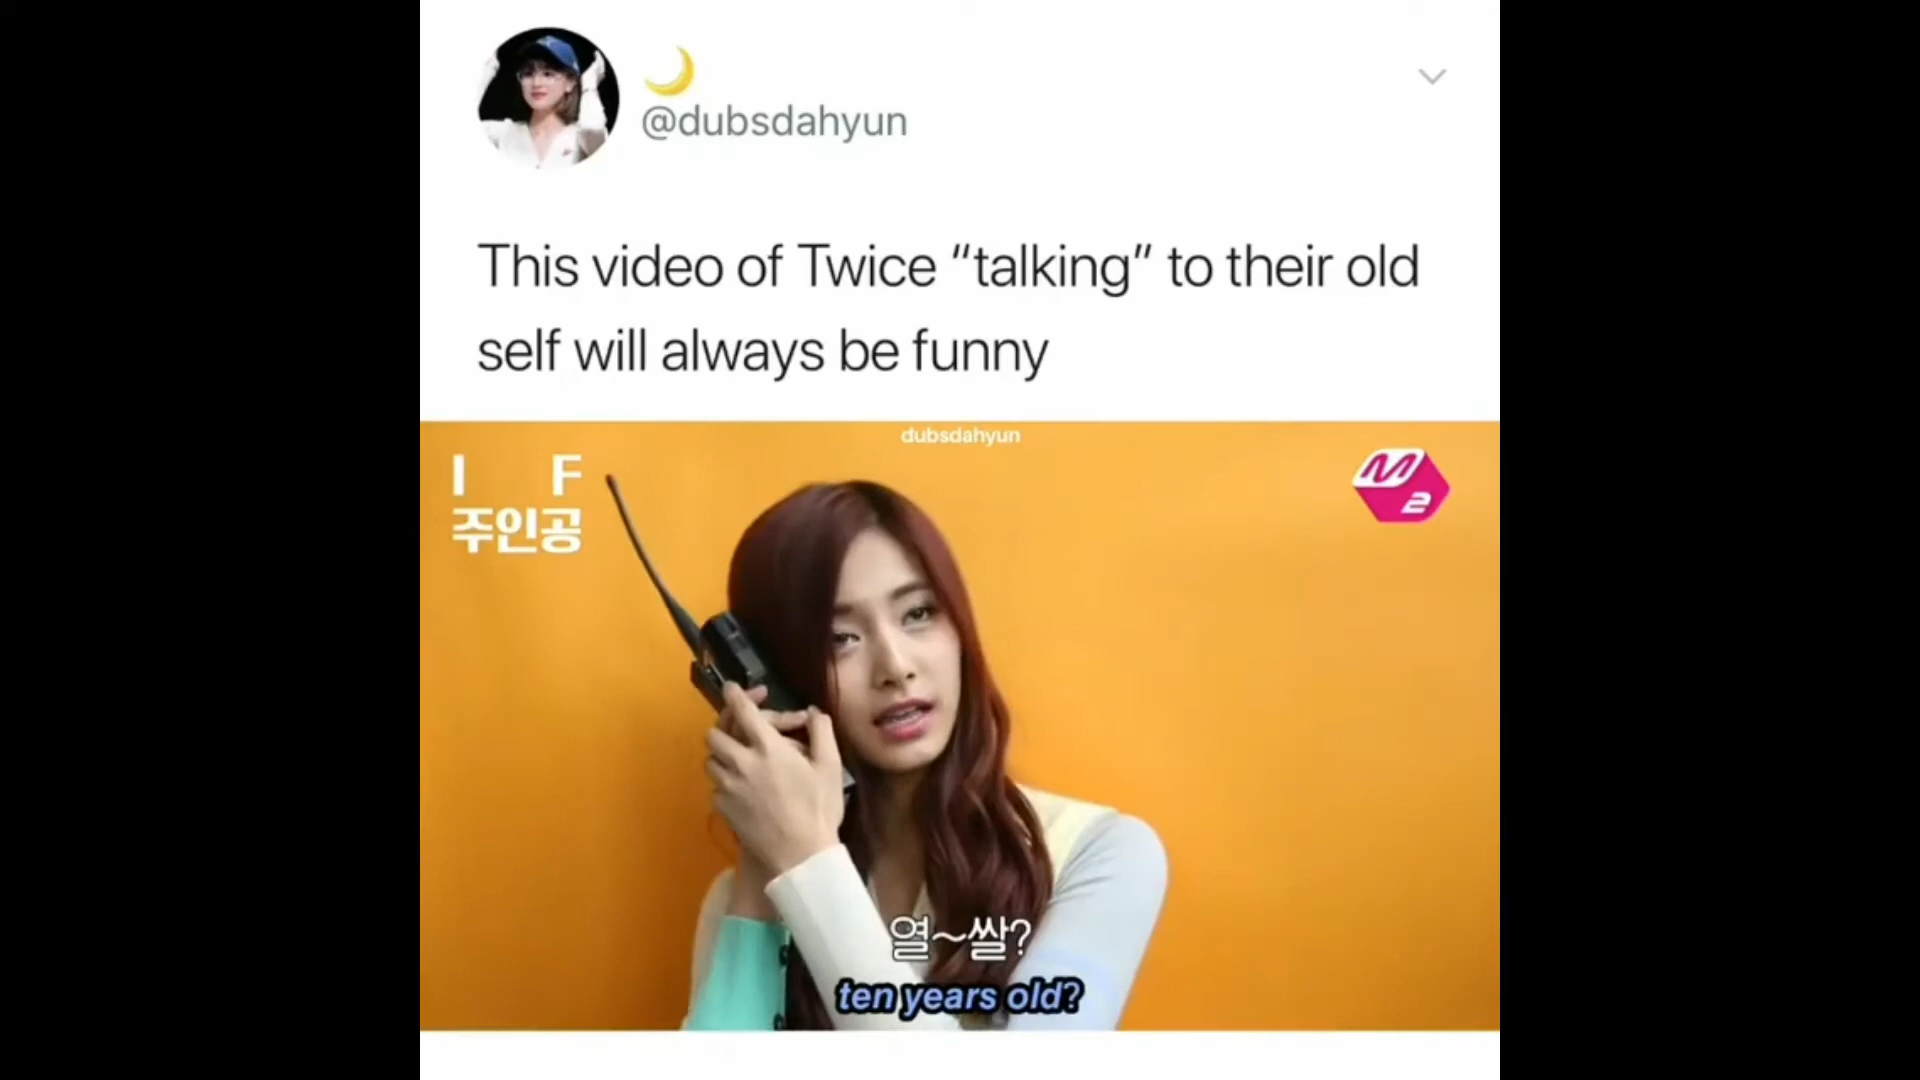 🌙
@dubsdahyun
This video of Twice “talking” to their old
self will always be funny
dubsdahyun
I F
주인공
M
2
열~쌀?
ten years old?